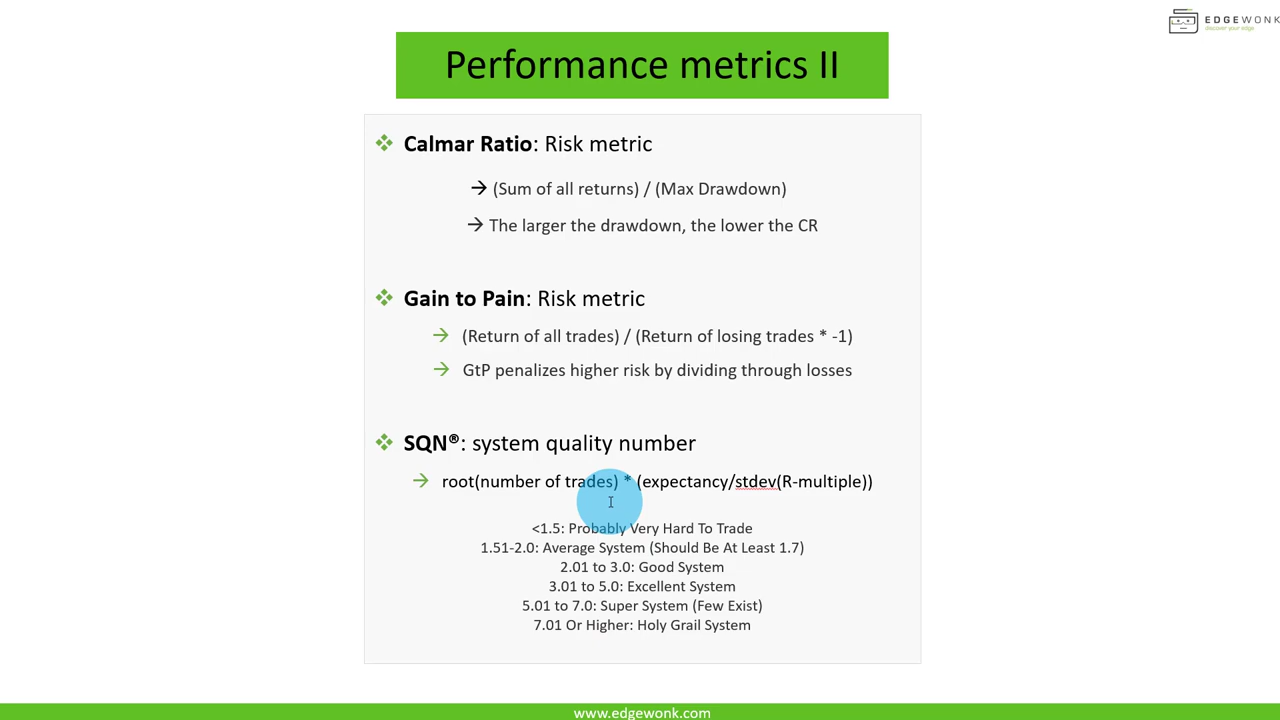 EDGEWONK
discover your edge
Performance metrics II
Calmar Ratio: Risk metric
→ (Sum of all returns) / (Max Drawdown)
→ The larger the drawdown, the lower the CR
Gain to Pain: Risk metric
→ (Return of all trades) / (Return of losing trades * -1)
→ GtP penalizes higher risk by dividing through losses
SQN®: system quality number
→ root(number of trades) * (expectancy/stdev(R-multiple))
<1.5: Probably Very Hard To Trade
1.51-2.0: Average System (Should Be At Least 1.7)
2.01 to 3.0: Good System
3.01 to 5.0: Excellent System
5.01 to 7.0: Super System (Few Exist)
7.01 Or Higher: Holy Grail System
www.edgewonk.com